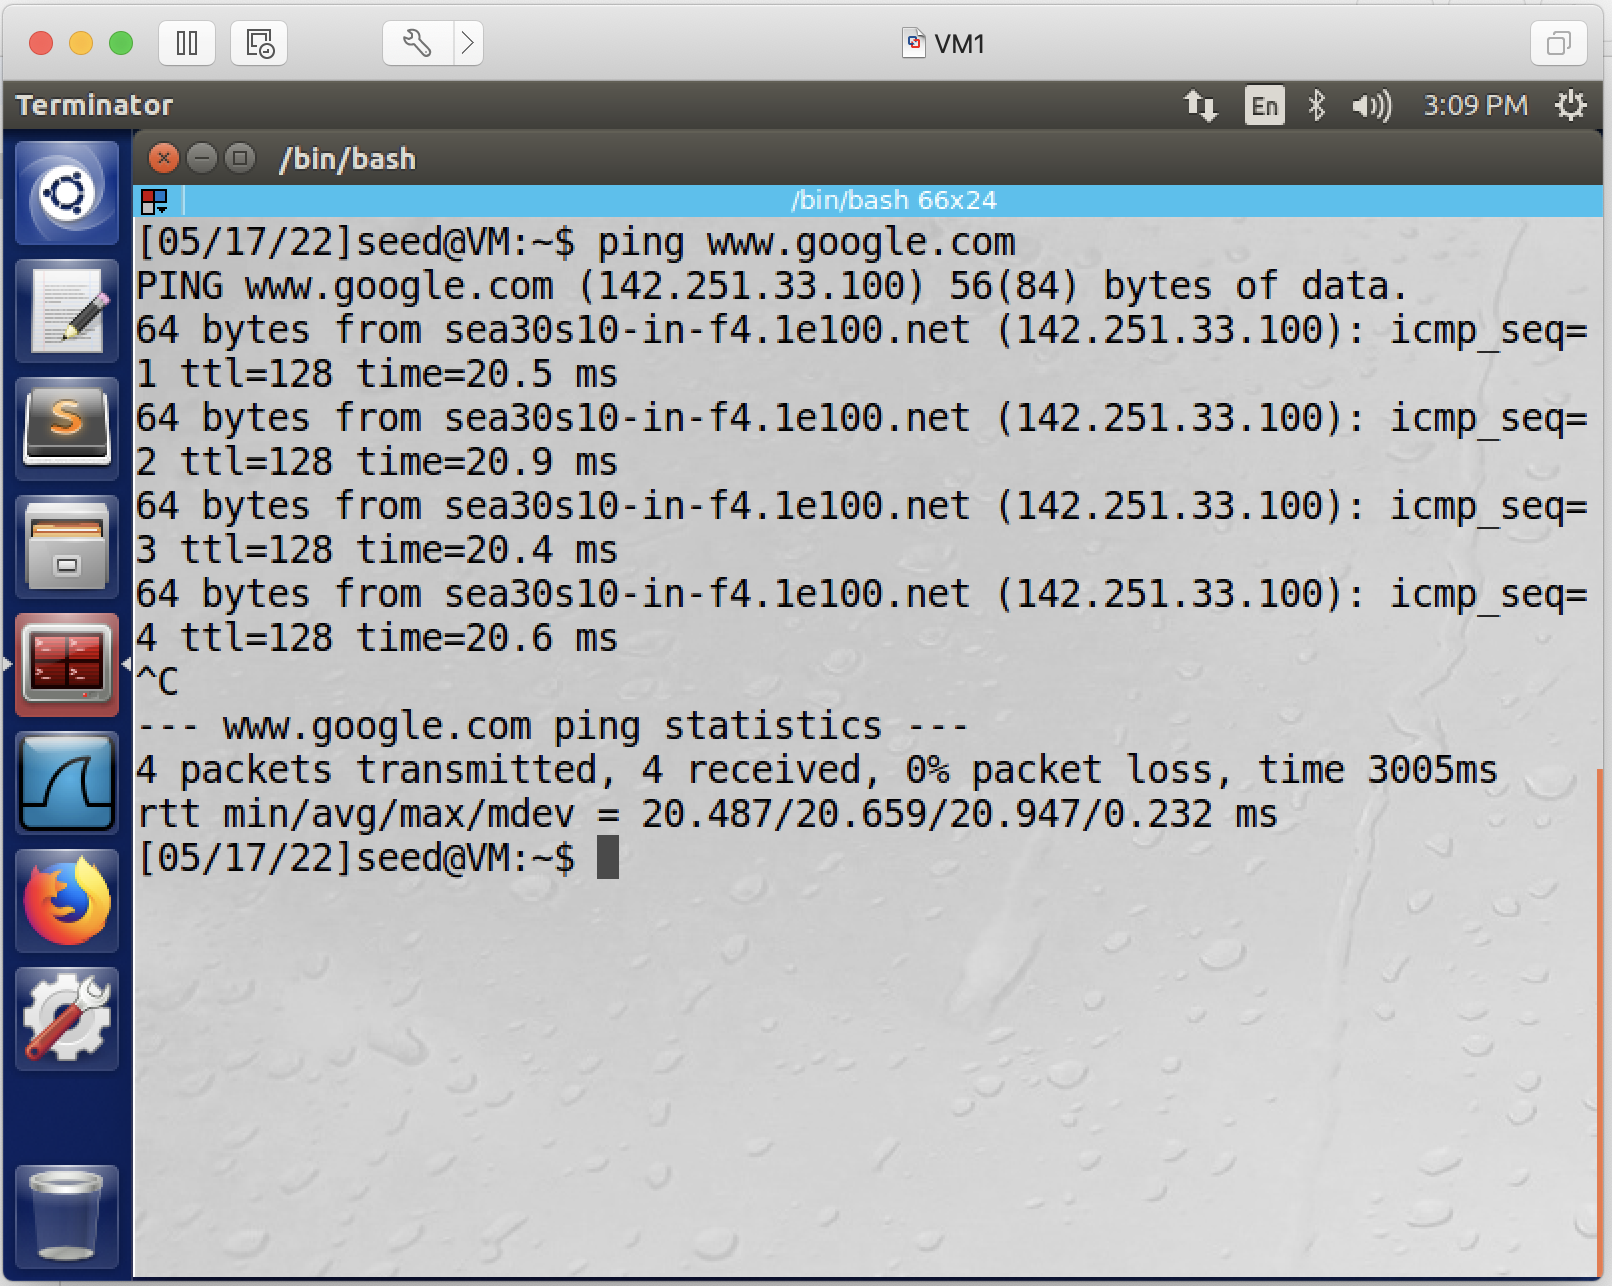 VM1
Terminator
En
3:09 PM
/bin/bash
/bin/bash 66x24
[05/17/22]seed@VM:~$ ping www.google.com
PING www.google.com (142.251.33.100) 56(84) bytes of data.
64 bytes from sea30s10-in-f4.1e100.net (142.251.33.100): icmp_seq=
1 ttl=128 time=20.5 ms
64 bytes from sea30s10-in-f4.1e100.net (142.251.33.100): icmp_seq=
2 ttl=128 time=20.9 ms
64 bytes from sea30s10-in-f4.1e100.net (142.251.33.100): icmp_seq=
3 ttl=128 time=20.4 ms
64 bytes from sea30s10-in-f4.1e100.net (142.251.33.100): icmp_seq=
4 ttl=128 time=20.6 ms
^C
--- www.google.com ping statistics ---
4 packets transmitted, 4 received, 0% packet loss, time 3005ms
rtt min/avg/max/mdev = 20.487/20.659/20.947/0.232 ms
[05/17/22]seed@VM:~$